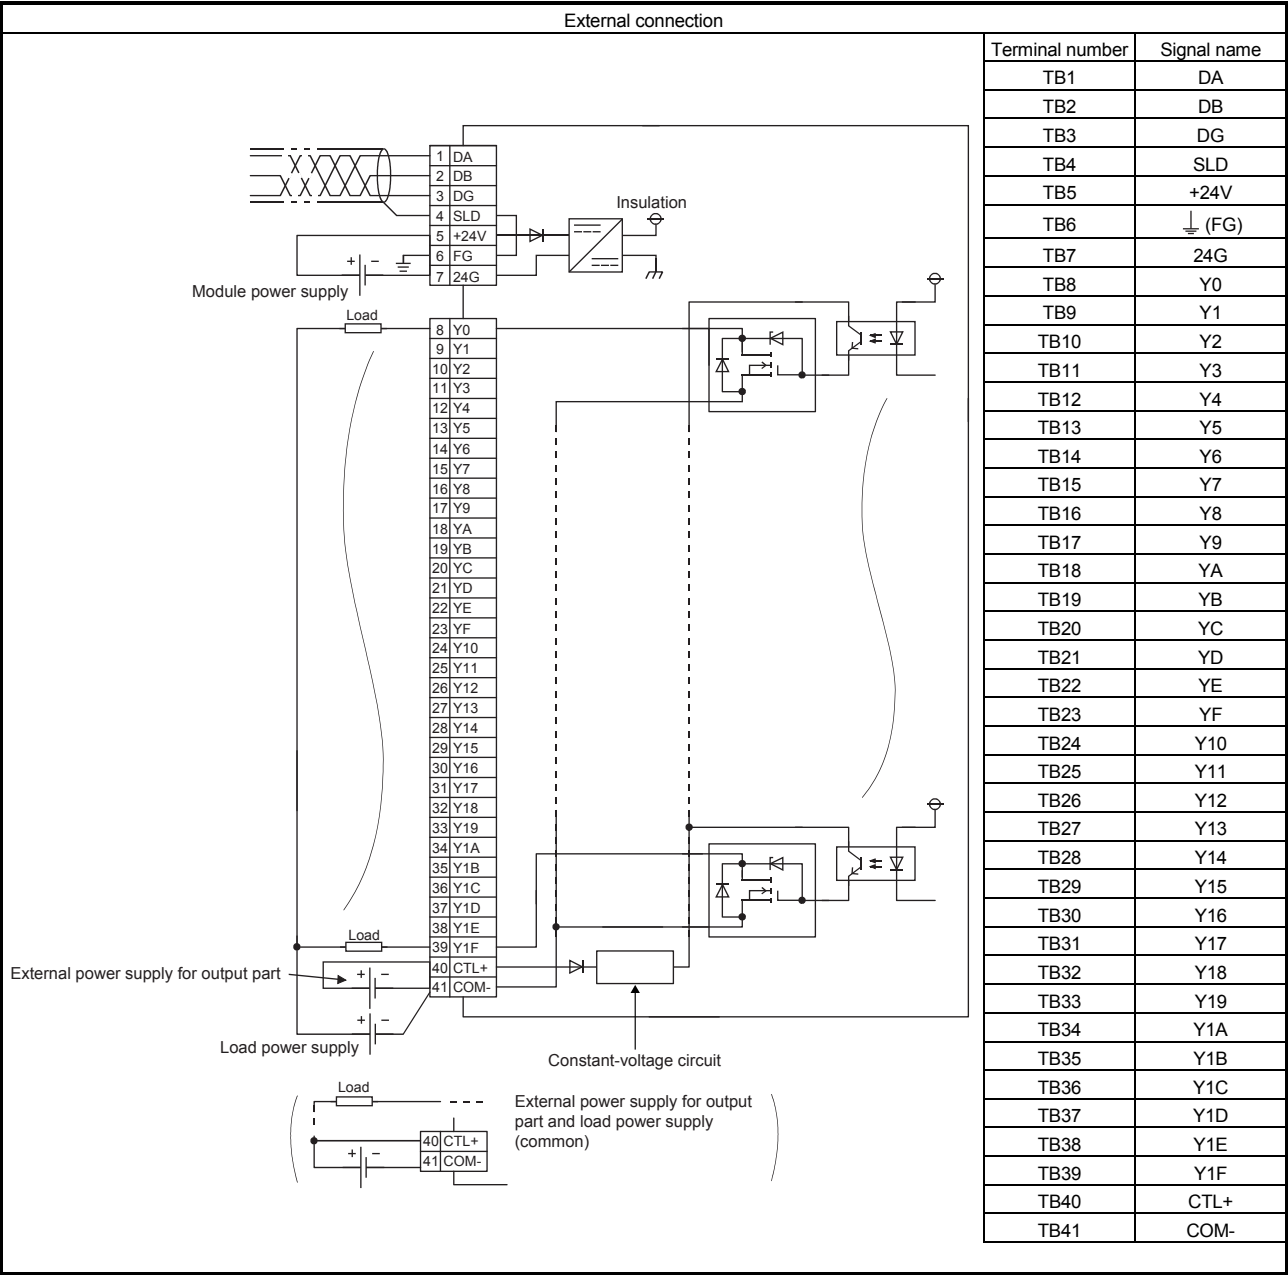 External connection
Terminal number Signal name
TB1 DA
TB2 DB
TB3 DG
TB4 SLD
TB5 +24V
TB6 ⏚ (FG)
TB7 24G
TB8 Y0
TB9 Y1
TB10 Y2
TB11 Y3
TB12 Y4
TB13 Y5
TB14 Y6
TB15 Y7
TB16 Y8
TB17 Y9
TB18 YA
TB19 YB
TB20 YC
TB21 YD
TB22 YE
TB23 YF
TB24 Y10
TB25 Y11
TB26 Y12
TB27 Y13
TB28 Y14
TB29 Y15
TB30 Y16
TB31 Y17
TB32 Y18
TB33 Y19
TB34 Y1A
TB35 Y1B
TB36 Y1C
TB37 Y1D
TB38 Y1E
TB39 Y1F
TB40 CTL+
TB41 COM-
1 DA
2 DB
3 DG
4 SLD
5 +24V
6 FG
7 24G
Insulation
+ −
Module power supply
Load
8 Y0
9 Y1
10 Y2
11 Y3
12 Y4
13 Y5
14 Y6
15 Y7
16 Y8
17 Y9
18 YA
19 YB
20 YC
21 YD
22 YE
23 YF
24 Y10
25 Y11
26 Y12
27 Y13
28 Y14
29 Y15
30 Y16
31 Y17
32 Y18
33 Y19
34 Y1A
35 Y1B
36 Y1C
37 Y1D
38 Y1E
39 Y1F
40 CTL+
41 COM-
Load
External power supply for output part
+ −
+ −
Load power supply
Constant-voltage circuit
Load
External power supply for output
part and load power supply
(common)
40 CTL+
41 COM-
+ −